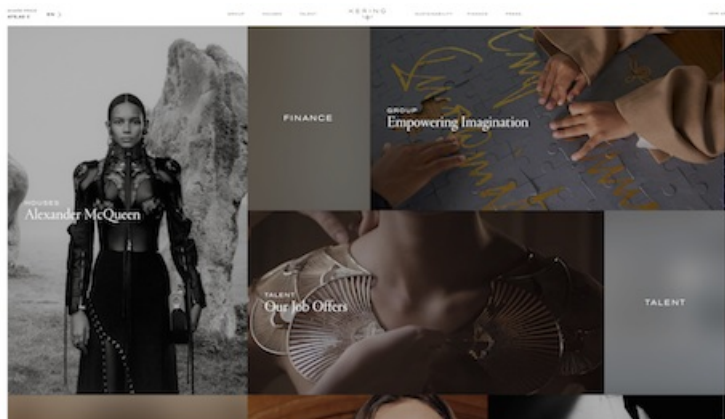 GROUP
HOUSES
TALENT
KERING
SUSTAINABILITY
FINANCE
PRESS
HOUSES
Alexander McQueen
FINANCE
GROUP
Empowering Imagination
TALENT
Our Job Offers
TALENT